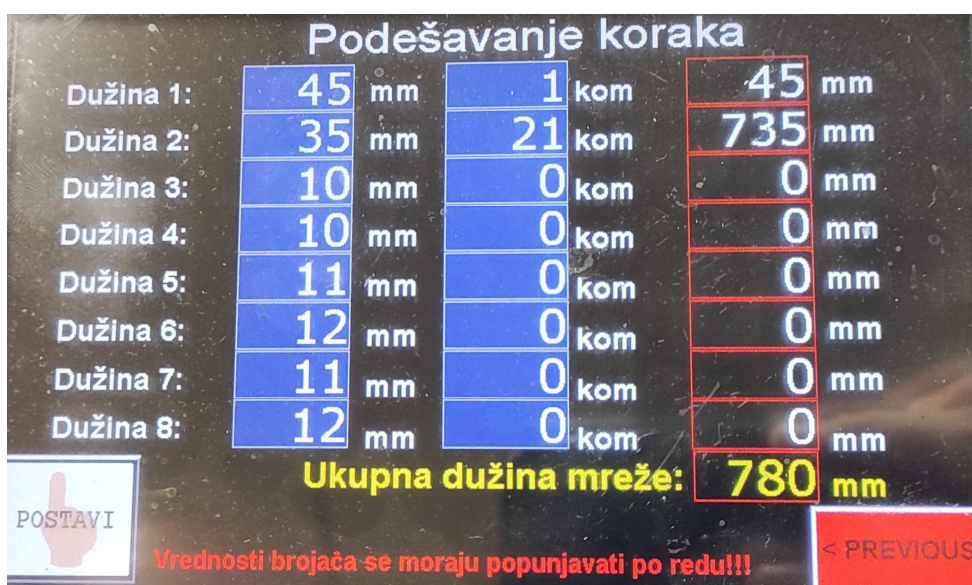 Podešavanje koraka
Dužina 1: 45 mm 1 kom 45 mm
Dužina 2: 35 mm 21 kom 735 mm
Dužina 3: 10 mm 0 kom 0 mm
Dužina 4: 10 mm 0 kom 0 mm
Dužina 5: 11 mm 0 kom 0 mm
Dužina 6: 12 mm 0 kom 0 mm
Dužina 7: 11 mm 0 kom 0 mm
Dužina 8: 12 mm 0 kom 0 mm
Ukupna dužina mreže: 780 mm
POSTAVI
Vrednosti brojača se moraju popunjavati po redu!!!
< PREVIOUS